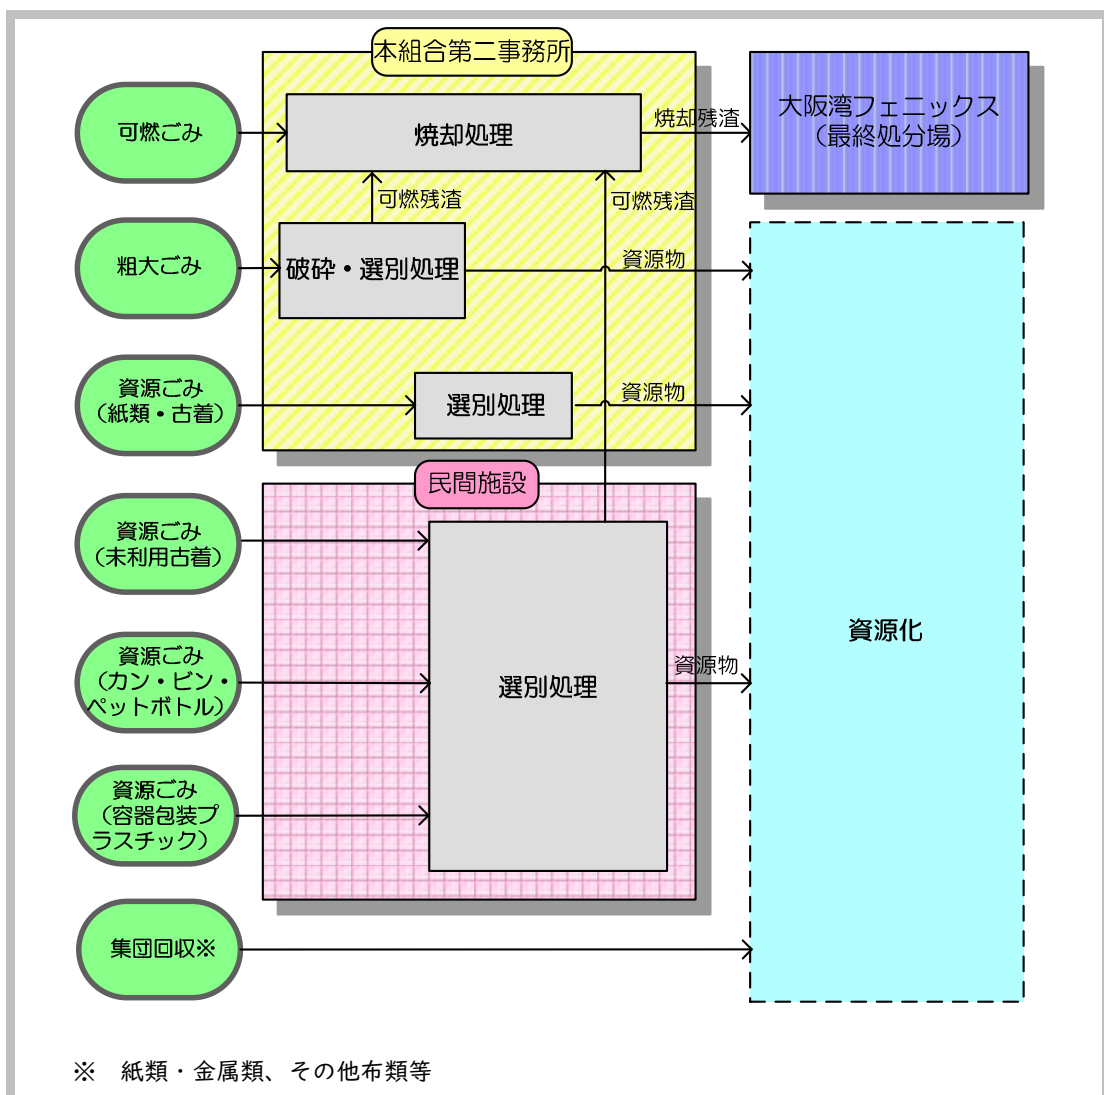 本組合第二事務所
可燃ごみ
焼却処理
焼却残渣
大阪湾フェニックス
（最終処分場）
可燃残渣
可燃残渣
粗大ごみ
破砕・選別処理
資源物
資源ごみ
（紙類・古着）
選別処理
資源物
民間施設
資源ごみ
（未利用古着）
資源ごみ
（カン・ビン・
ペットボトル）
選別処理
資源物
資源化
資源ごみ
（容器包装プ
ラスチック）
集団回収※
※　紙類・金属類、その他布類等